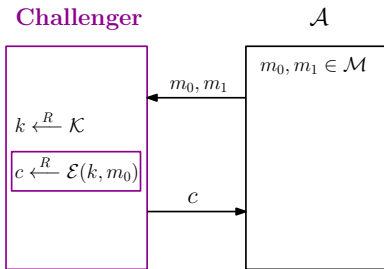 Challenger
𝒜
m₀, m₁ ∈ ℳ
m₀, m₁
k ←ᴿ 𝒦
c ←ᴿ ℰ(k, m₀)
c